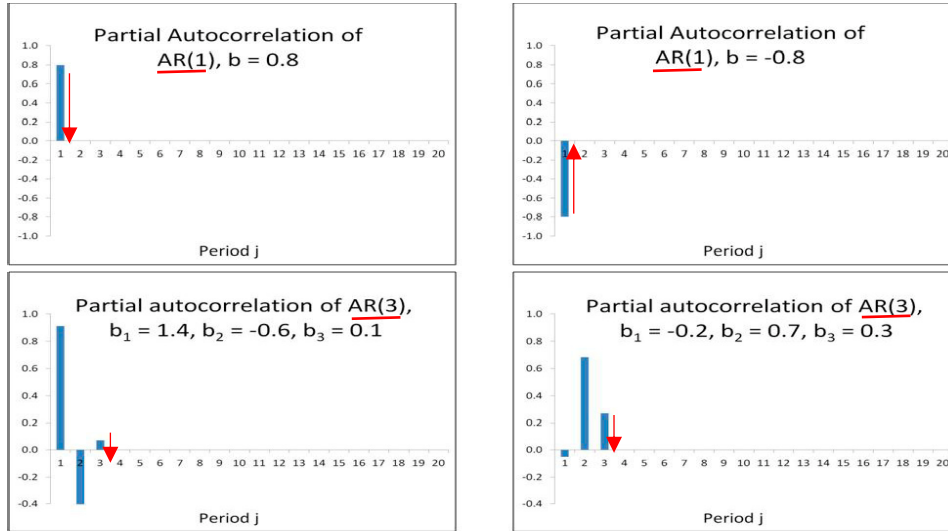 Partial Autocorrelation of
AR(1), b = 0.8
1.0
0.8
0.6
0.4
0.2
0.0
-0.2
-0.4
-0.6
-0.8
-1.0
1 2 3 4 5 6 7 8 9 10 11 12 13 14 15 16 17 18 19 20
Period j
Partial Autocorrelation of
AR(1), b = -0.8
1.0
0.8
0.6
0.4
0.2
0.0
-0.2
-0.4
-0.6
-0.8
-1.0
1 2 3 4 5 6 7 8 9 10 11 12 13 14 15 16 17 18 19 20
Period j
Partial autocorrelation of AR(3),
b₁ = 1.4, b₂ = -0.6, b₃ = 0.1
1.0
0.8
0.6
0.4
0.2
0.0
-0.2
-0.4
1 2 3 4 5 6 7 8 9 10 11 12 13 14 15 16 17 18 19 20
Period j
Partial autocorrelation of AR(3),
b₁ = -0.2, b₂ = 0.7, b₃ = 0.3
1.0
0.8
0.6
0.4
0.2
0.0
-0.2
-0.4
1 2 3 4 5 6 7 8 9 10 11 12 13 14 15 16 17 18 19 20
Period j